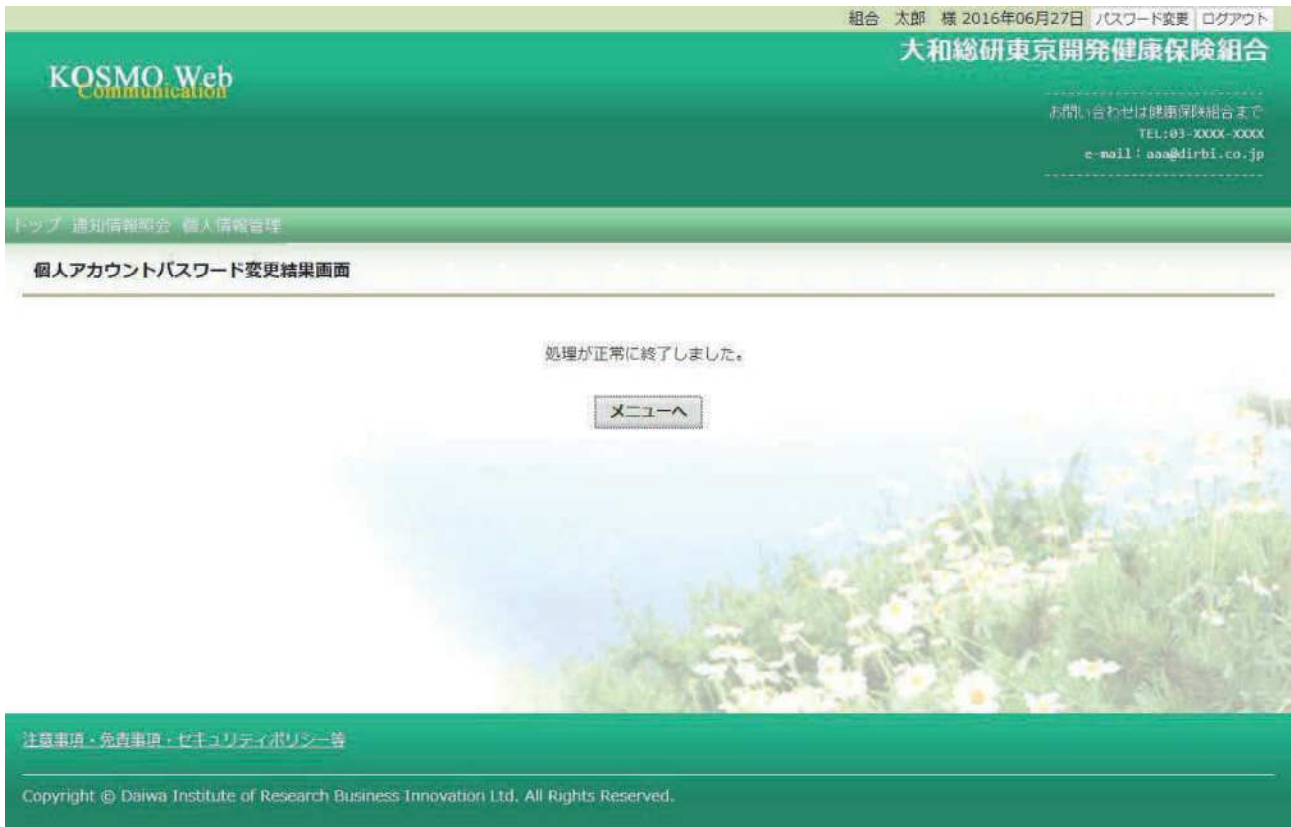 組合 太郎 様 2016年06月27日 パスワード変更 ログアウト
大和総研東京開発健康保険組合
KOSMO Web
Communication
お問い合わせは健康保険組合まで
TEL:03-XXXX-XXXX
e-mail:aaa@dirbi.co.jp
トップ 通知情報照会 個人情報管理
個人アカウントパスワード変更結果画面
処理が正常に終了しました。
メニューへ
注意事項・免責事項・セキュリティポリシー等
Copyright © Daiwa Institute of Research Business Innovation Ltd. All Rights Reserved.